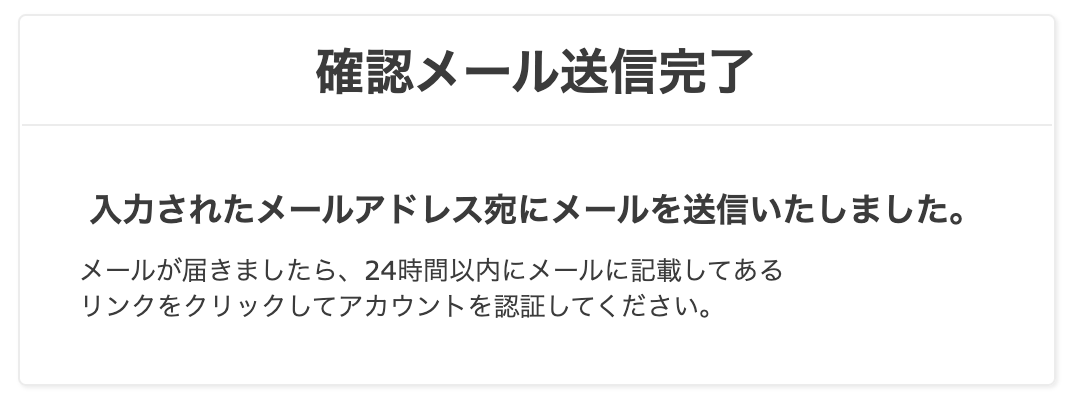 確認メール送信完了
入力されたメールアドレス宛にメールを送信いたしました。
メールが届きましたら、24時間以内にメールに記載してある
リンクをクリックしてアカウントを認証してください。